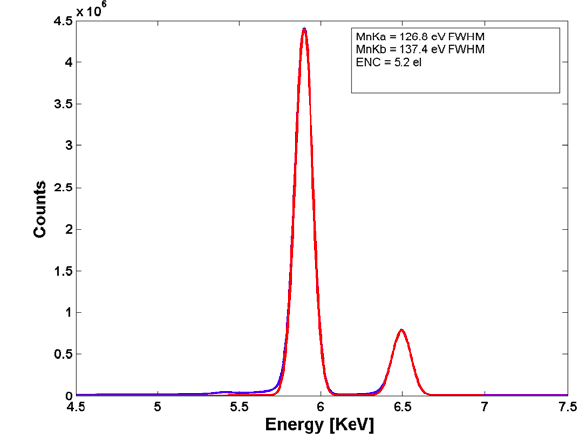 x 10^6
4.5
4
3.5
3
2.5
2
1.5
1
0.5
0
Counts
MnKa = 126.8 eV FWHM
MnKb = 137.4 eV FWHM
ENC = 5.2 el
4.5 5 5.5 6 6.5 7 7.5
Energy [KeV]